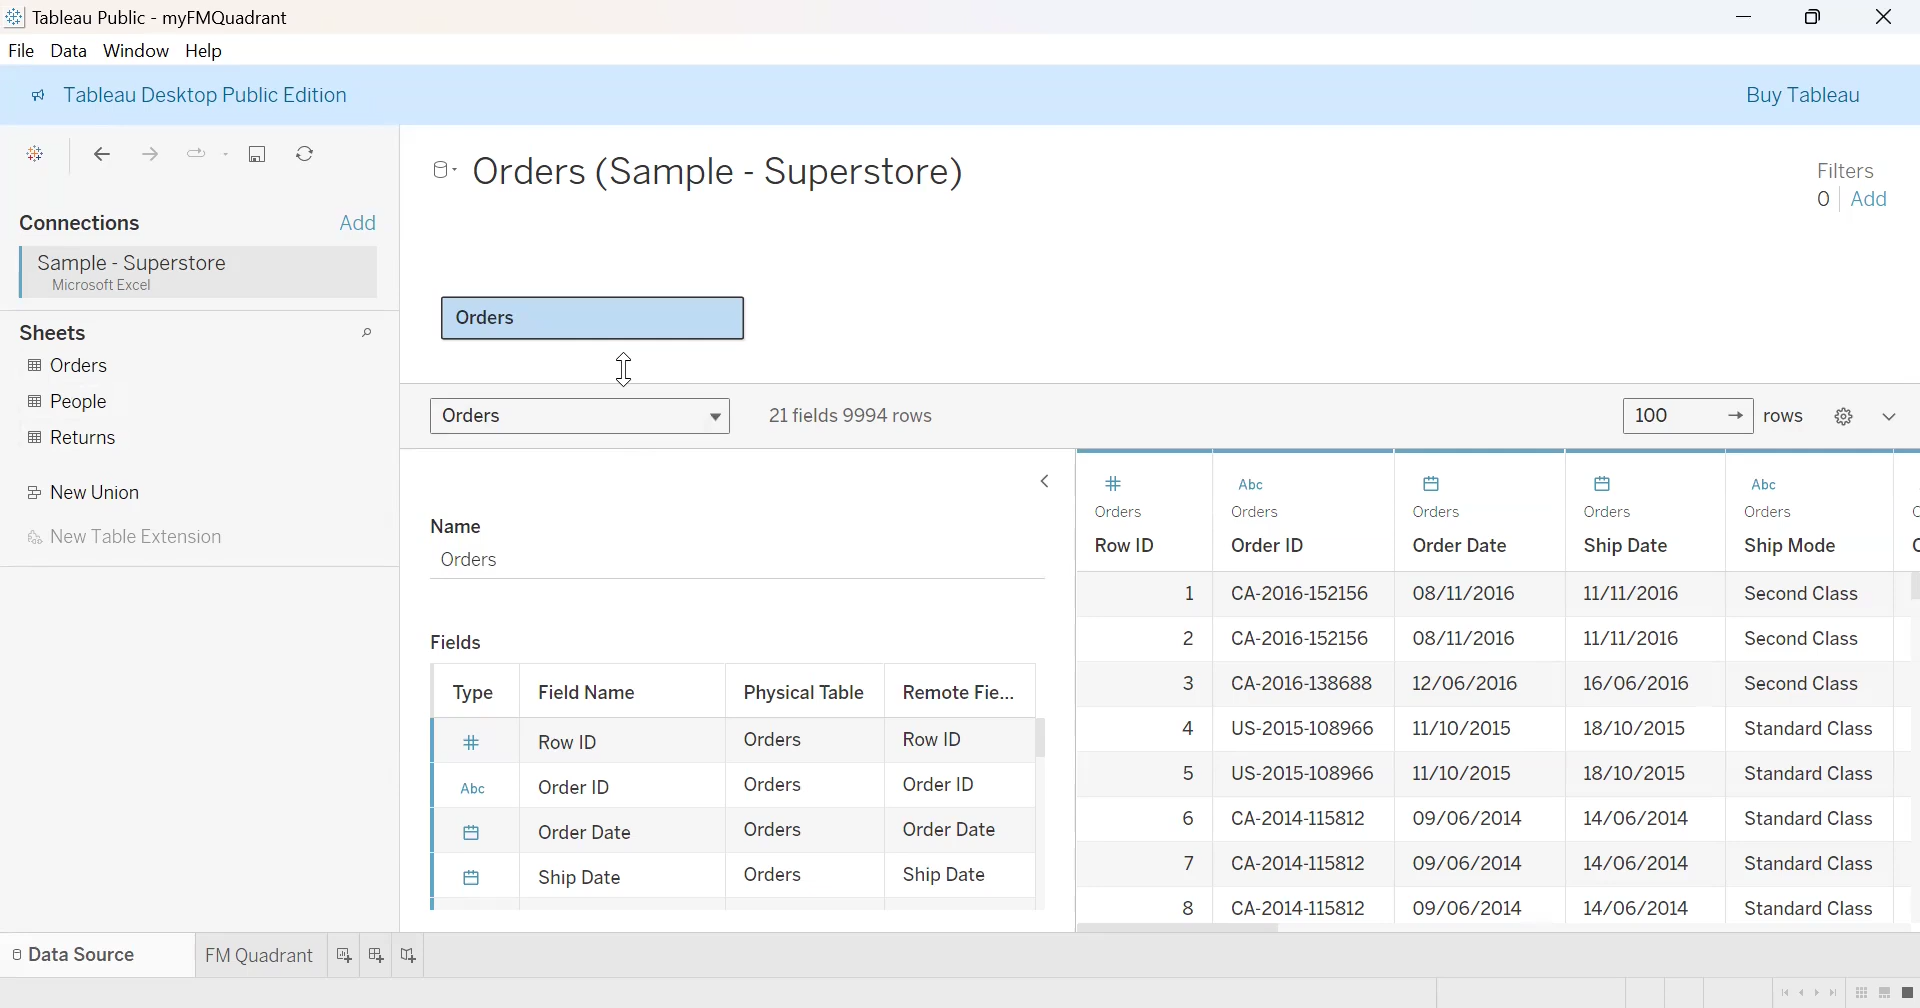 Tableau Public - myFMQuadrant
File Data Window Help
Tableau Desktop Public Edition Buy Tableau
Connections Add
Sample - Superstore
Microsoft Excel
Sheets
Orders
People
Returns
New Union
New Table Extension
Orders (Sample - Superstore)
Filters
0 Add
Orders
Orders 21 fields 9994 rows 100 rows
Name
Orders
Fields
Type Field Name Physical Table Remote Fie...
# Row ID Orders Row ID
Abc Order ID Orders Order ID
Order Date Orders Order Date
Ship Date Orders Ship Date
# Abc Abc
Orders Orders Orders Orders Orders
Row ID Order ID Order Date Ship Date Ship Mode
1 CA-2016-152156 08/11/2016 11/11/2016 Second Class
2 CA-2016-152156 08/11/2016 11/11/2016 Second Class
3 CA-2016-138688 12/06/2016 16/06/2016 Second Class
4 US-2015-108966 11/10/2015 18/10/2015 Standard Class
5 US-2015-108966 11/10/2015 18/10/2015 Standard Class
6 CA-2014-115812 09/06/2014 14/06/2014 Standard Class
7 CA-2014-115812 09/06/2014 14/06/2014 Standard Class
8 CA-2014-115812 09/06/2014 14/06/2014 Standard Class
Data Source FM Quadrant